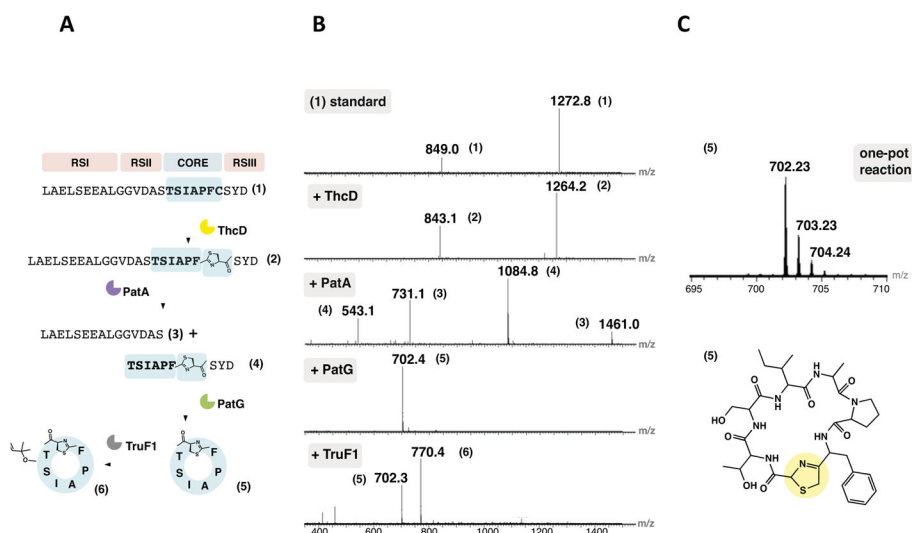 A
B
C
RSI RSII CORE RSIII
LAELSEEALGGVDASTSIAPFCSYD (1)
ThcD
LAELSEEALGGVDASTSIAPF SYD (2)
S
N
O
PatA
LAELSEEALGGVDAS (3) +
TSIAPF SYD (4)
S
N
O
PatG
TruF1
O
N
S
T F
S P
I A
O
(6)
O
N
S
T F
S P
I A
(5)
(1) standard
1272.8 (1)
849.0 (1)
m/z
+ ThcD
1264.2 (2)
843.1 (2)
m/z
+ PatA
1084.8 (4)
731.1 (3)
(4) 543.1
(3) 1461.0
m/z
+ PatG
702.4 (5)
m/z
+ TruF1
770.4 (6)
(5) 702.3
m/z
400 600 800 1000 1200 1400
(5)
one-pot
reaction
702.23
703.23
704.24
m/z
695 700 705 710
(5)
H
N
O
O
O
N
NH
HO
O
NH
O
HN
O
NH
HN
N
OH
O
S